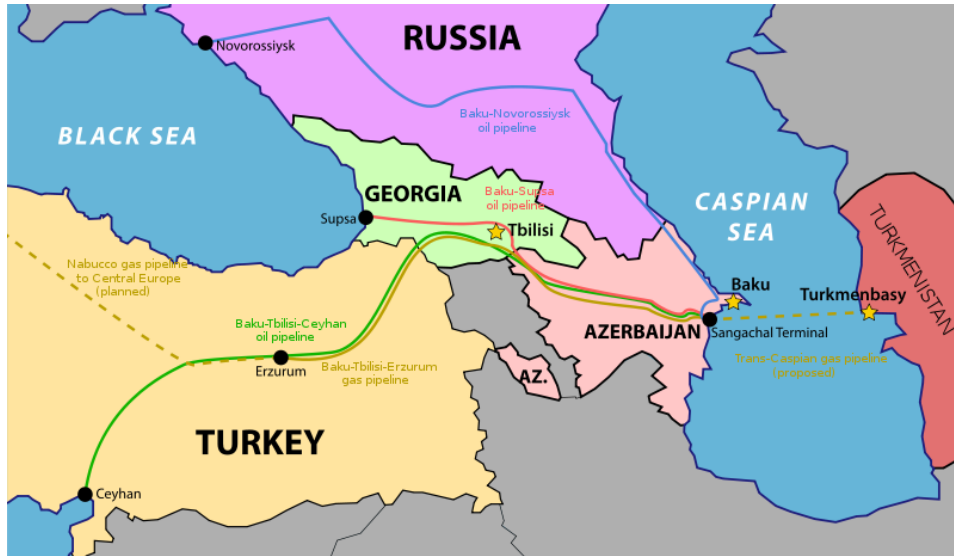 RUSSIA
Novorossiysk
Baku-Novorossiysk
oil pipeline
BLACK SEA
GEORGIA
Baku-Supsa
oil pipeline
CASPIAN
SEA
Supsa
Tbilisi
TURKMENISTAN
Nabucco gas pipeline
to Central Europe
(planned)
Baku
Turkmenbasy
Baku-Tbilisi-Ceyhan
oil pipeline
AZERBAIJAN
Sangachal Terminal
Erzurum
Baku-Tbilisi-Erzurum
gas pipeline
Trans-Caspian gas pipeline
(proposed)
AZ.
TURKEY
Ceyhan